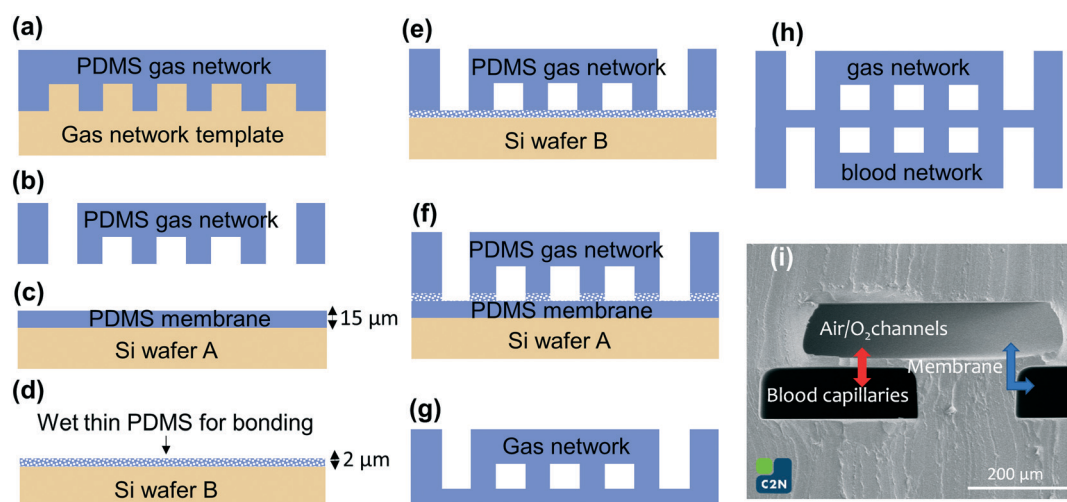 (a)
PDMS gas network
Gas network template
(b)
PDMS gas network
(c)
PDMS membrane
15 μm
Si wafer A
(d)
Wet thin PDMS for bonding
2 μm
Si wafer B
(e)
PDMS gas network
Si wafer B
(f)
PDMS gas network
PDMS membrane
Si wafer A
(g)
Gas network
(h)
gas network
blood network
(i)
Air/O₂channels
Membrane
Blood capillaries
C2N
200 μm